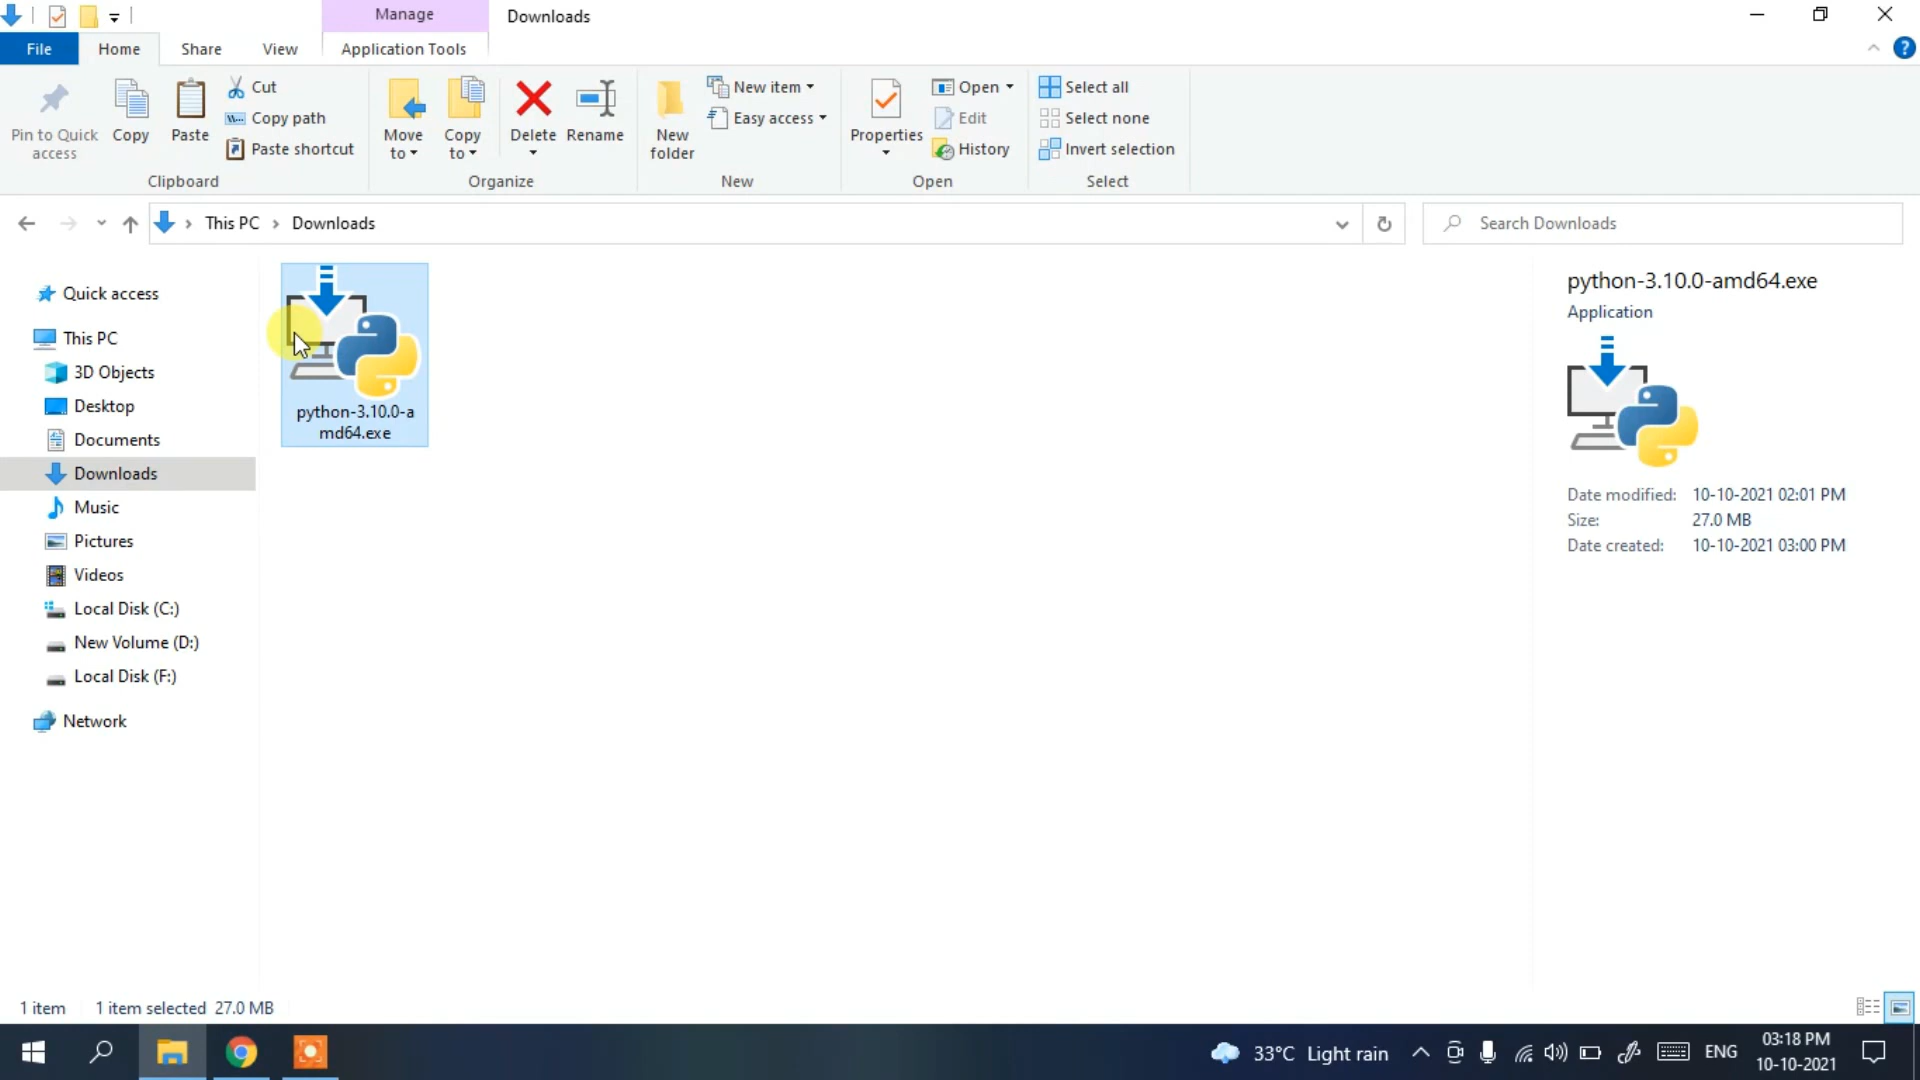 Manage
Downloads
File
Home
Share
View
Application Tools
Pin to Quick
access
Copy
Paste
Cut
Copy path
Paste shortcut
Clipboard
Move
to
Copy
to
Delete
Rename
Organize
New
folder
New item
Easy access
New
Properties
Open
Edit
History
Open
Select all
Select none
Invert selection
Select
This PC
Downloads
Search Downloads
Quick access
This PC
3D Objects
Desktop
Documents
Downloads
Music
Pictures
Videos
Local Disk (C:)
New Volume (D:)
Local Disk (F:)
Network
python-3.10.0-a
md64.exe
python-3.10.0-amd64.exe
Application
Date modified: 10-10-2021 02:01 PM
Size: 27.0 MB
Date created: 10-10-2021 03:00 PM
1 item
1 item selected 27.0 MB
33°C Light rain
ENG
03:18 PM
10-10-2021